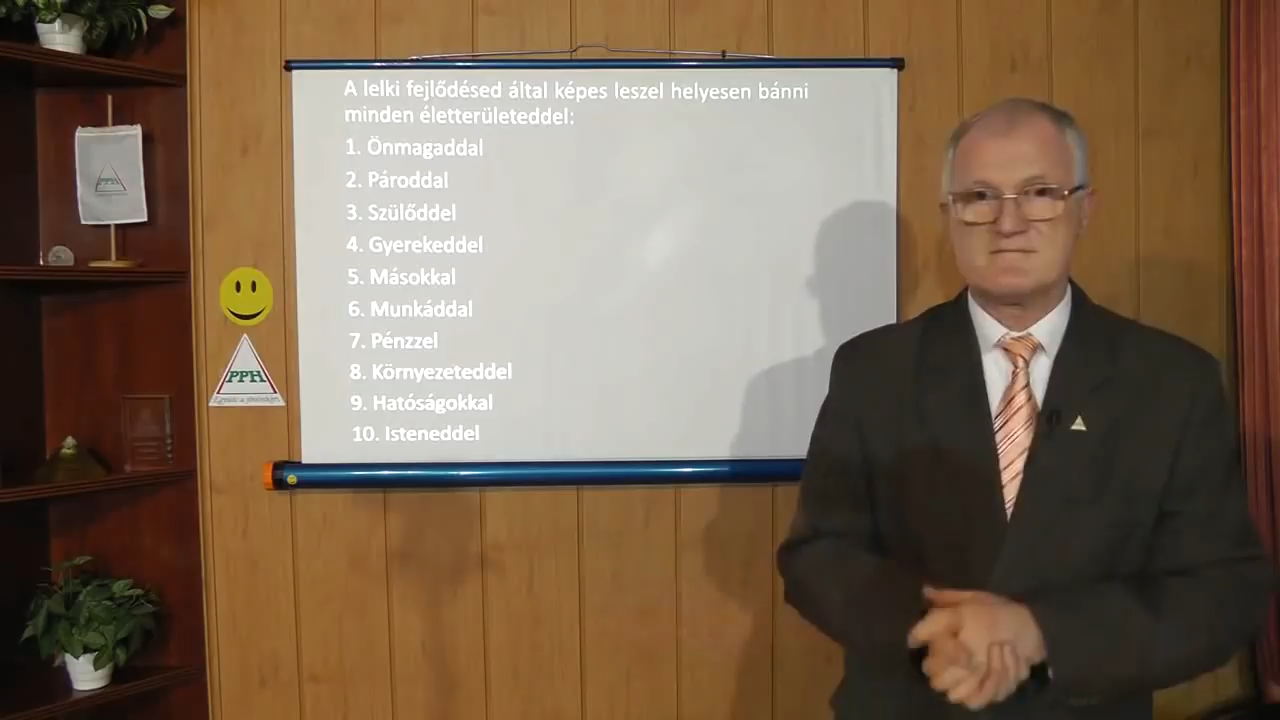 A lelki fejlődésed által képes leszel helyesen bánni
minden életterületeddel:
1. Önmagaddal
2. Pároddal
3. Szülőddel
4. Gyerekeddel
5. Másokkal
6. Munkáddal
7. Pénzzel
8. Környezeteddel
9. Hatóságokkal
10. Isteneddel
PPH
PPH